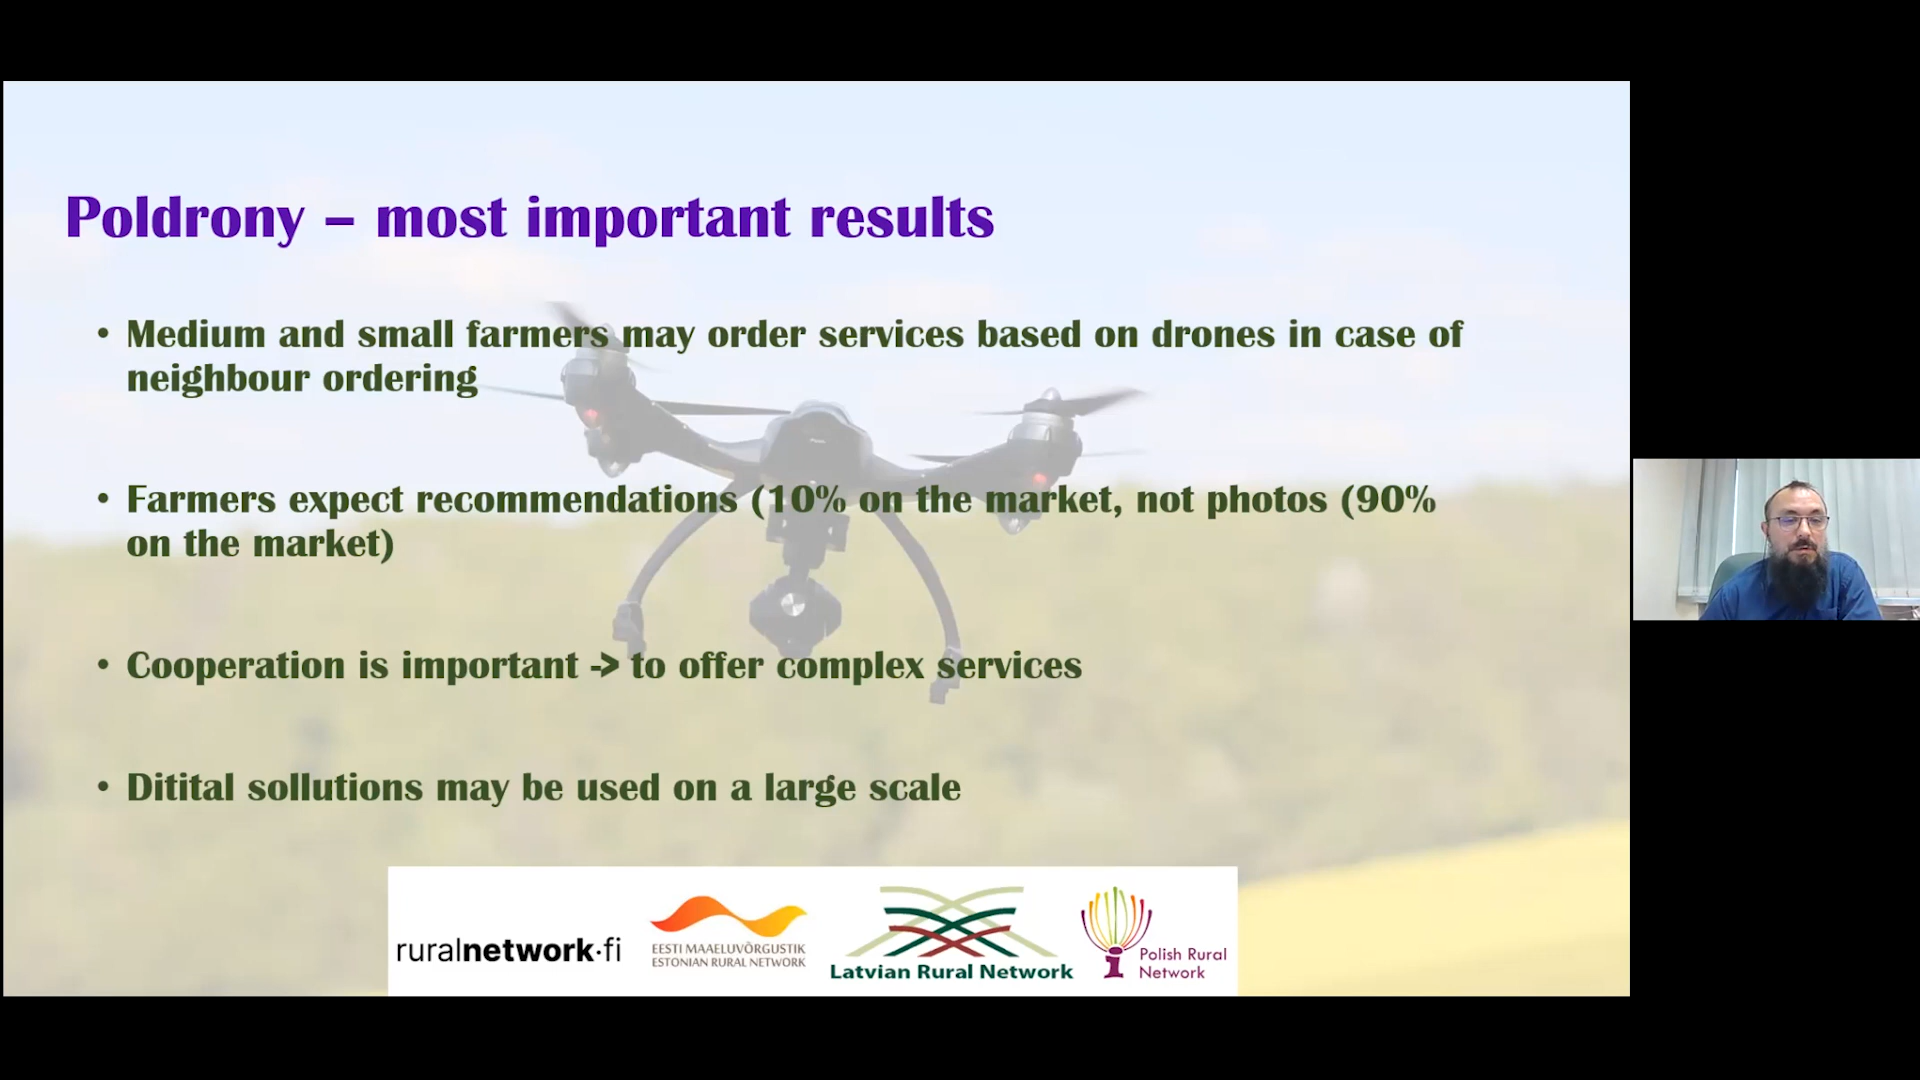 Poldrony – most important results
• Medium and small farmers may order services based on drones in case of
neighbour ordering
• Farmers expect recommendations (10% on the market, not photos (90%
on the market)
• Cooperation is important -> to offer complex services
• Ditital sollutions may be used on a large scale
ruralnetwork.fi
EESTI MAAELUVÕRGUSTIK
ESTONIAN RURAL NETWORK
Latvian Rural Network
Polish Rural
Network